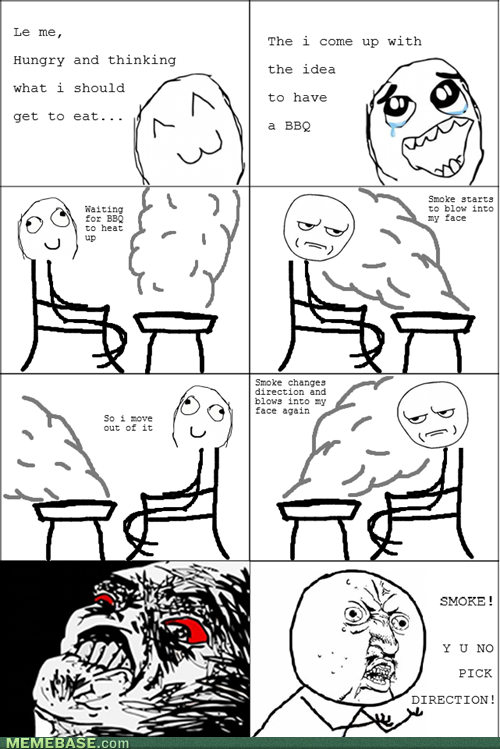 Le me,
Hungry and thinking
what i should
get to eat...
The i come up with
the idea
to have
a BBQ
Waiting
for BBQ
to heat
up
Smoke starts
to blow into
my face
So i move
out of it
Smoke changes
direction and
blows into my
face again
SMOKE!
Y U NO
PICK
DIRECTION!
MEMEBASE.com